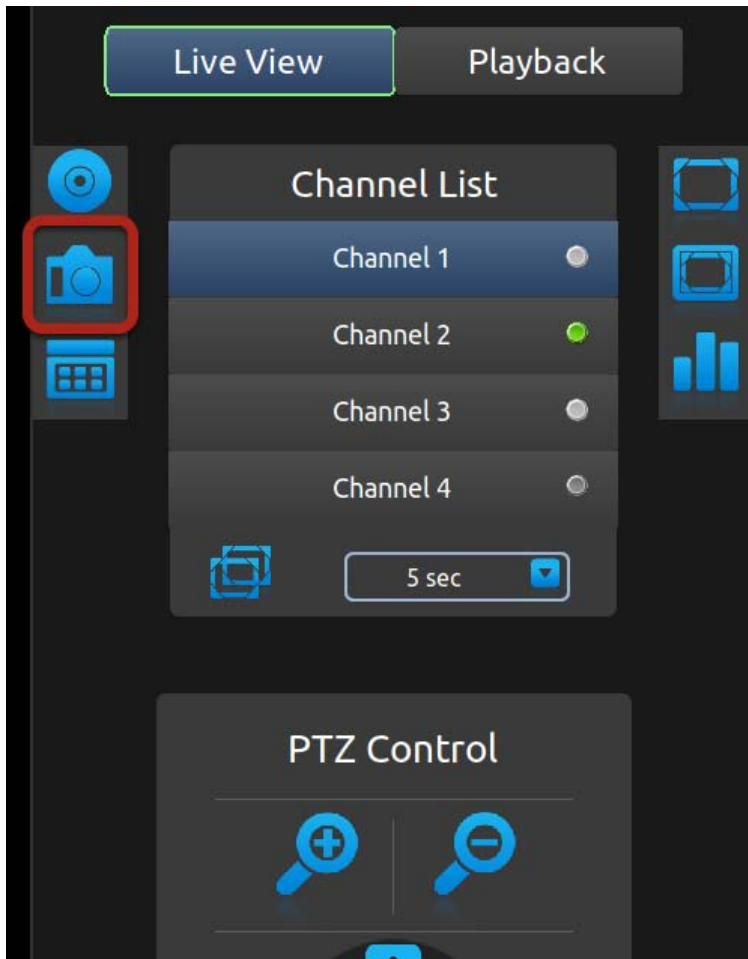 Live View
Playback
Channel List
Channel 1
Channel 2
Channel 3
Channel 4
5 sec
PTZ Control